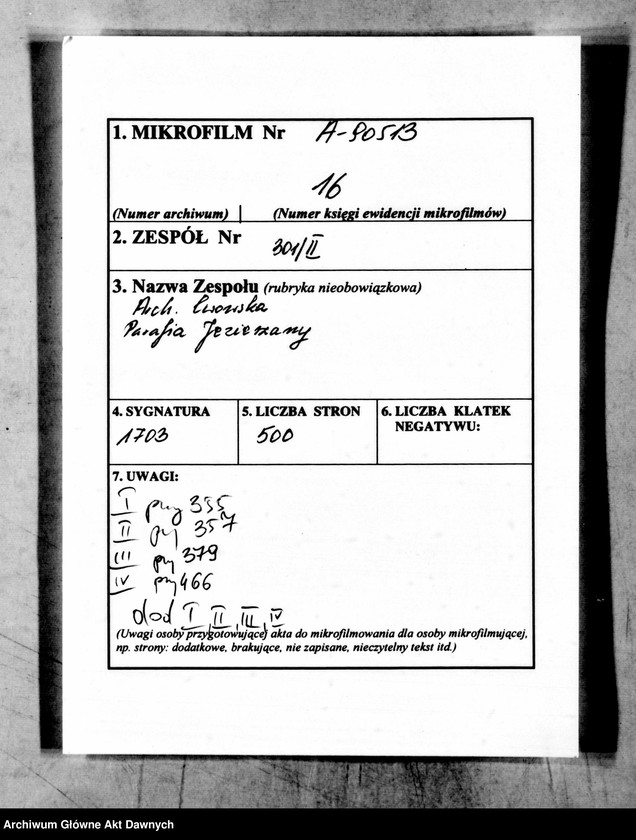 1. MIKROFILM Nr A-90513
16
(Numer archiwum) (Numer księgi ewidencji mikrofilmów)
2. ZESPÓŁ Nr 301/II
3. Nazwa Zespołu (rubryka nieobowiązkowa)
Arch. Lwowska
Parafia Jezierzany
4. SYGNATURA
1703
5. LICZBA STRON
500
6. LICZBA KLATEK
NEGATYWU:
7. UWAGI:
I przy 355
II przy 357
III przy 379
IV przy 466
dod I, II, III, IV
(Uwagi osoby przygotowującej akta do mikrofilmowania dla osoby mikrofilmującej,
np. strony: dodatkowe, brakujące, nie zapisane, nieczytelny tekst itd.)
Archiwum Główne Akt Dawnych